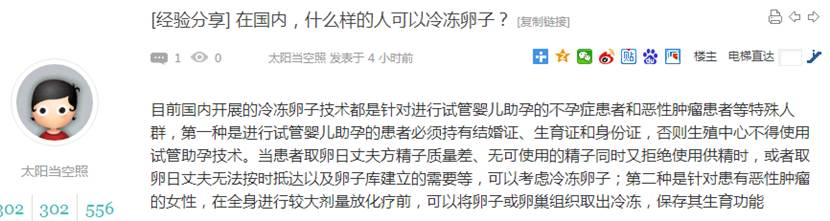 [经验分享] 在国内，什么样的人可以冷冻卵子？ [复制链接]
1 0 太阳当空照 发表于 4 小时前 楼主 电梯直达
目前国内开展的冷冻卵子技术都是针对进行试管婴儿助孕的不孕症患者和恶性肿瘤患者等特殊人
群，第一种是进行试管婴儿助孕的患者必须持有结婚证、生育证和身份证，否则生殖中心不得使用
试管助孕技术。当患者取卵日丈夫方精子质量差、无可使用的精子同时又拒绝使用供精时，或者取
卵日丈夫无法按时抵达以及卵子库建立的需要等，可以考虑冷冻卵子；第二种是针对患有恶性肿瘤
的女性，在全身进行较大剂量放化疗前，可以将卵子或卵巢组织取出冷冻，保存其生育功能
太阳当空照
302 302 556